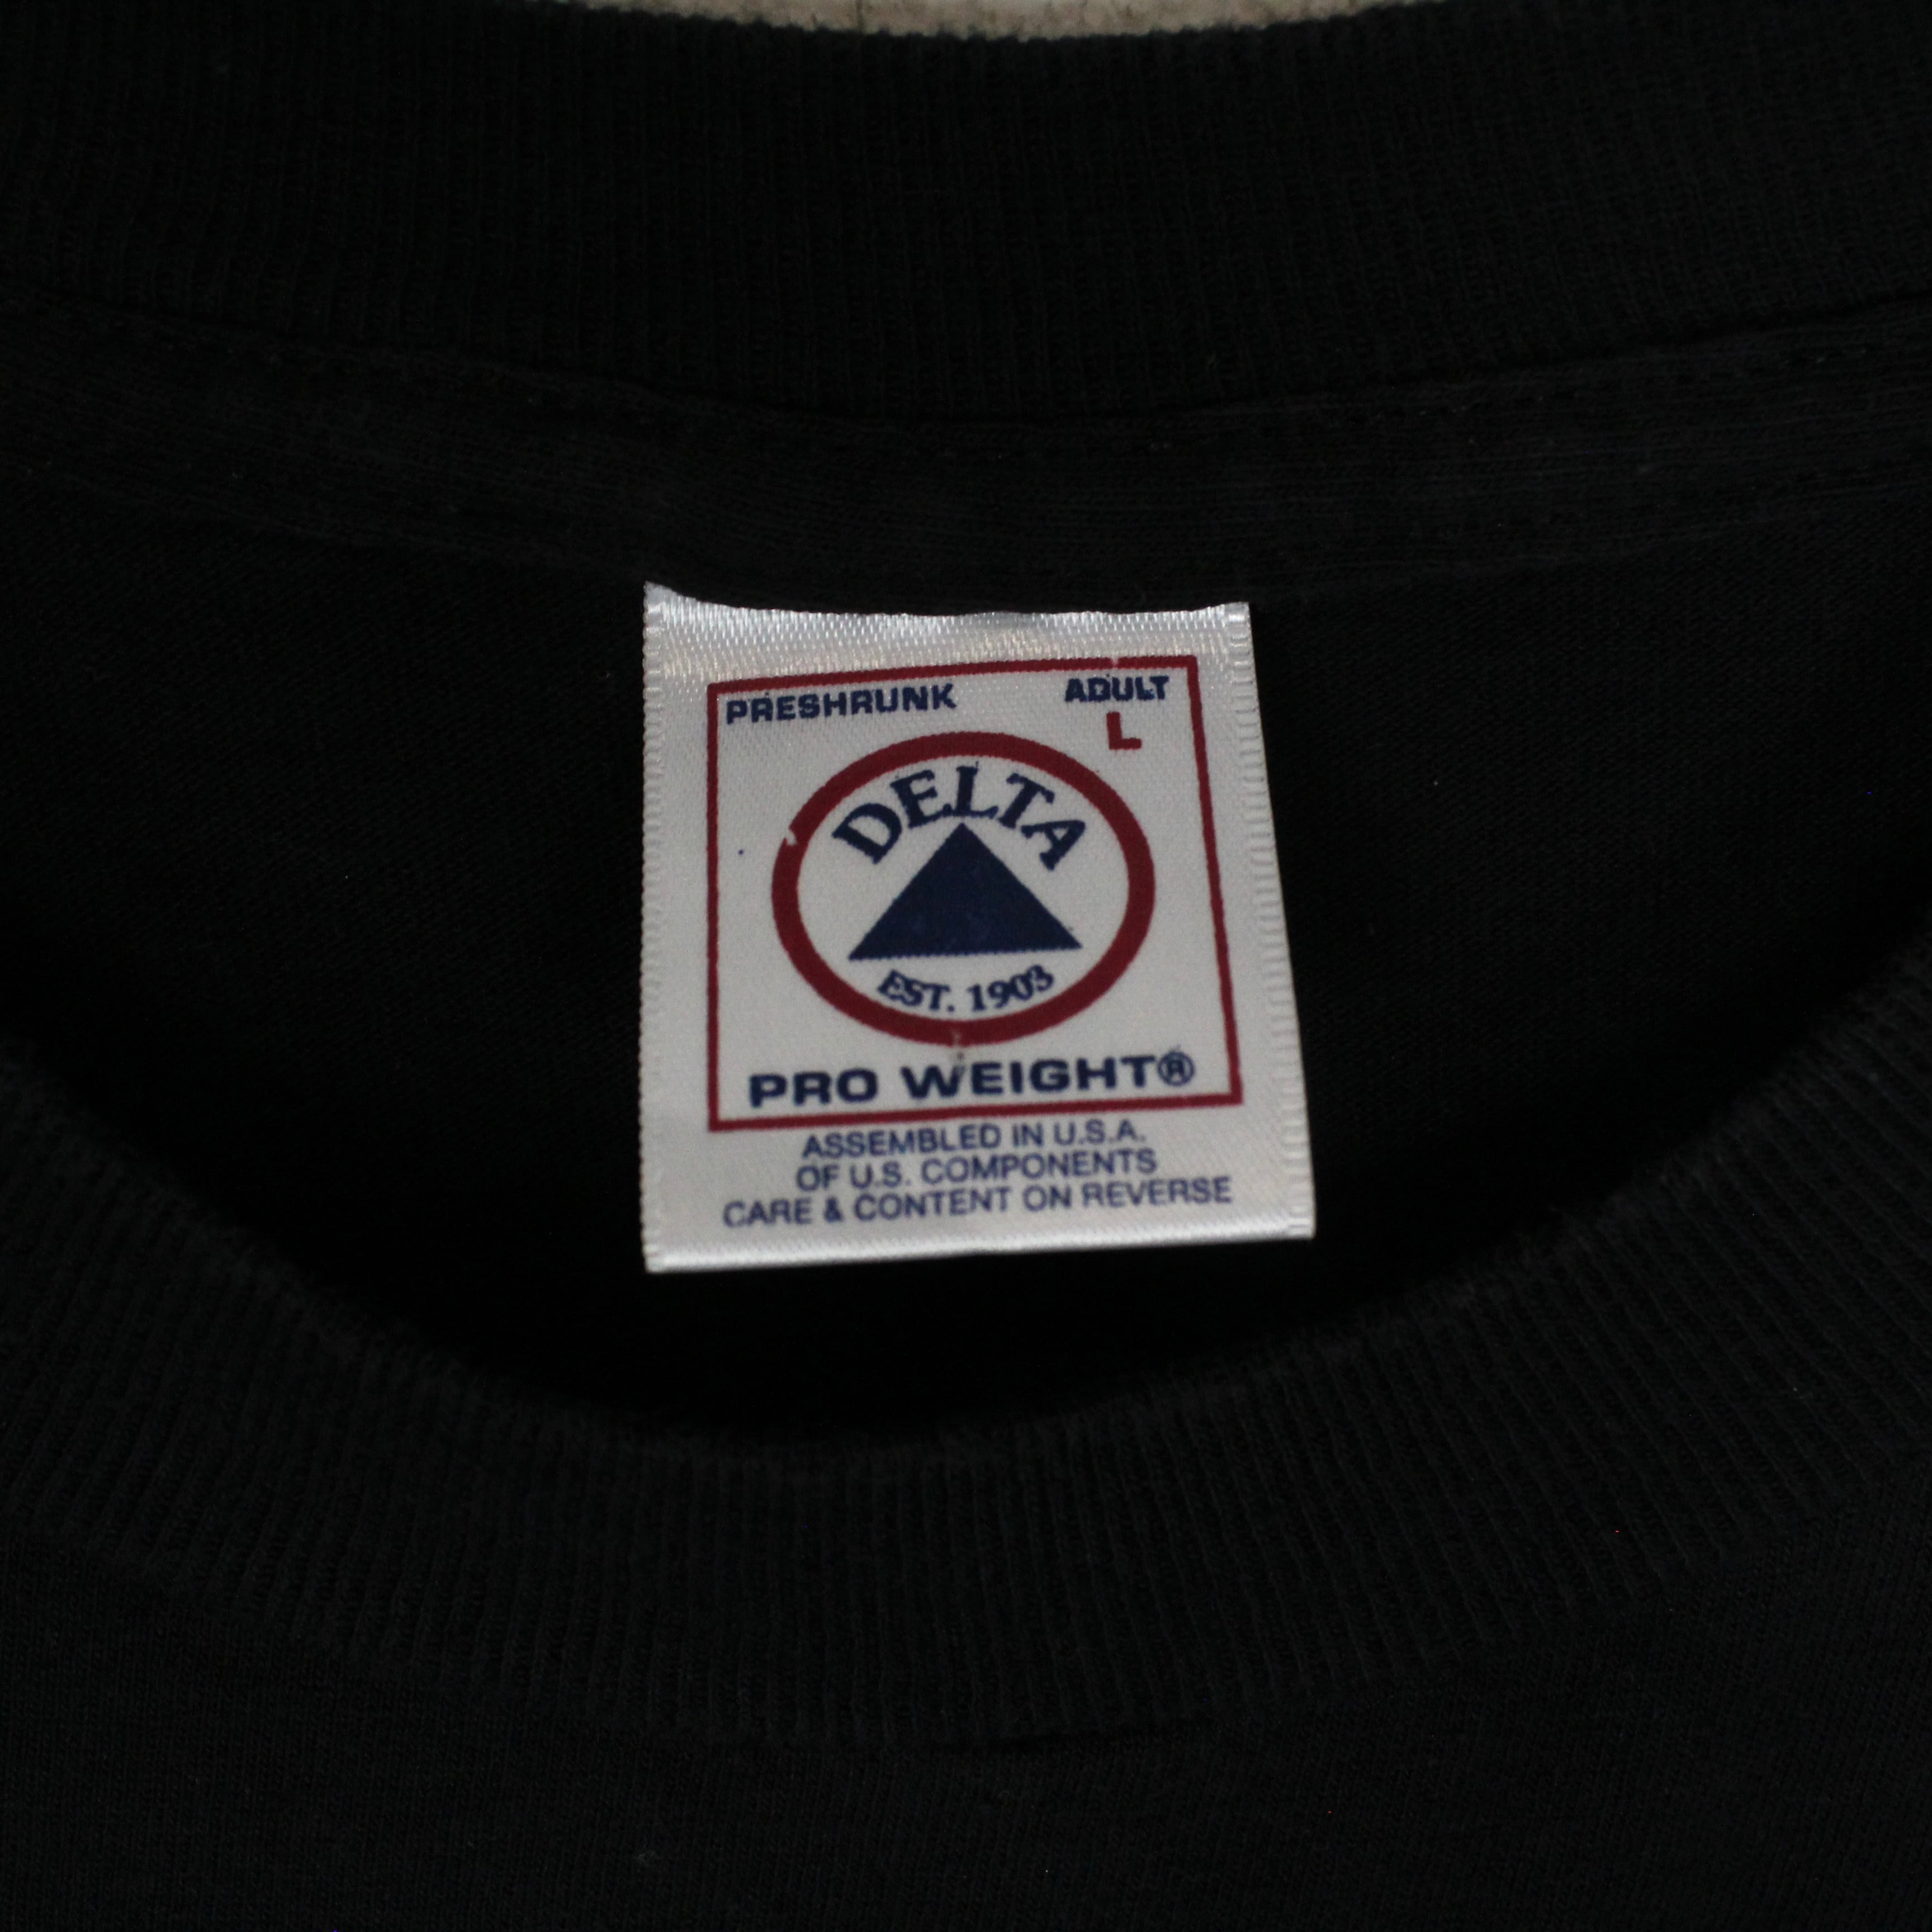 PRESHRUNK ADULT
L
DELTA
EST. 1903
PRO WEIGHT®
ASSEMBLED IN U.S.A.
OF U.S. COMPONENTS
CARE & CONTENT ON REVERSE